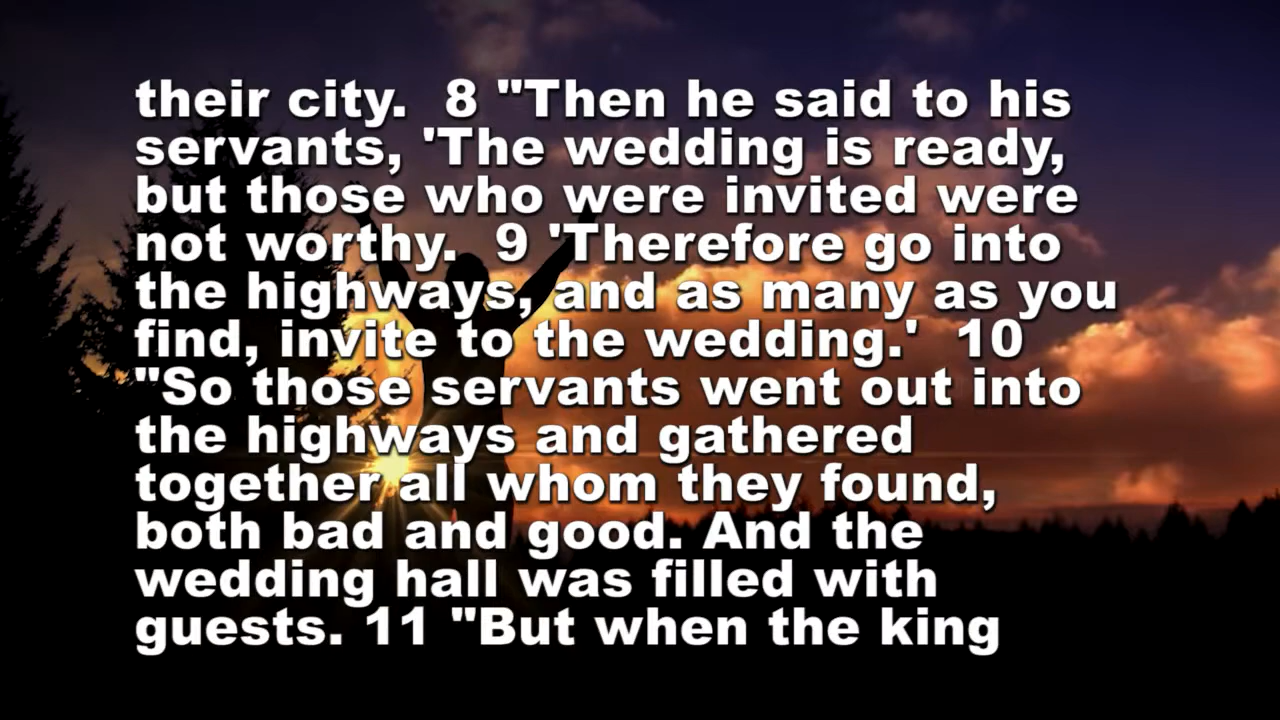 their city.  8 "Then he said to his
servants, 'The wedding is ready,
but those who were invited were
not worthy.  9 'Therefore go into
the highways, and as many as you
find, invite to the wedding.'  10
"So those servants went out into
the highways and gathered
together all whom they found,
both bad and good. And the
wedding hall was filled with
guests. 11 "But when the king